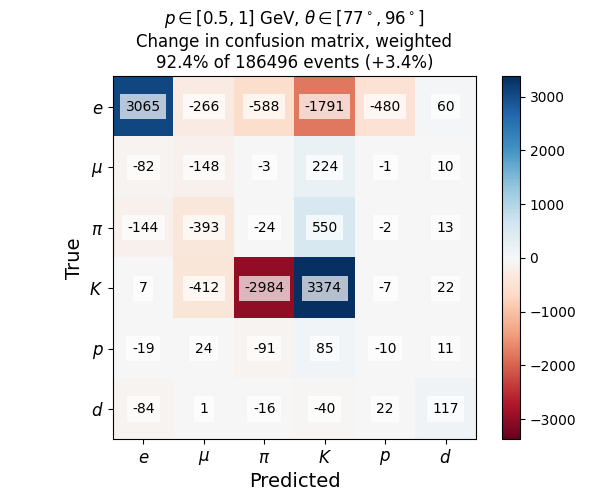 p ∈ [0.5, 1] GeV, θ ∈ [77°, 96°]
Change in confusion matrix, weighted
92.4% of 186496 events (+3.4%)
e 3065 -266 -588 -1791 -480 60
μ -82 -148 -3 224 -1 10
π -144 -393 -24 550 -2 13
K 7 -412 -2984 3374 -7 22
p -19 24 -91 85 -10 11
d -84 1 -16 -40 22 117
e μ π K p d
Predicted
True
3000
2000
1000
0
−1000
−2000
−3000